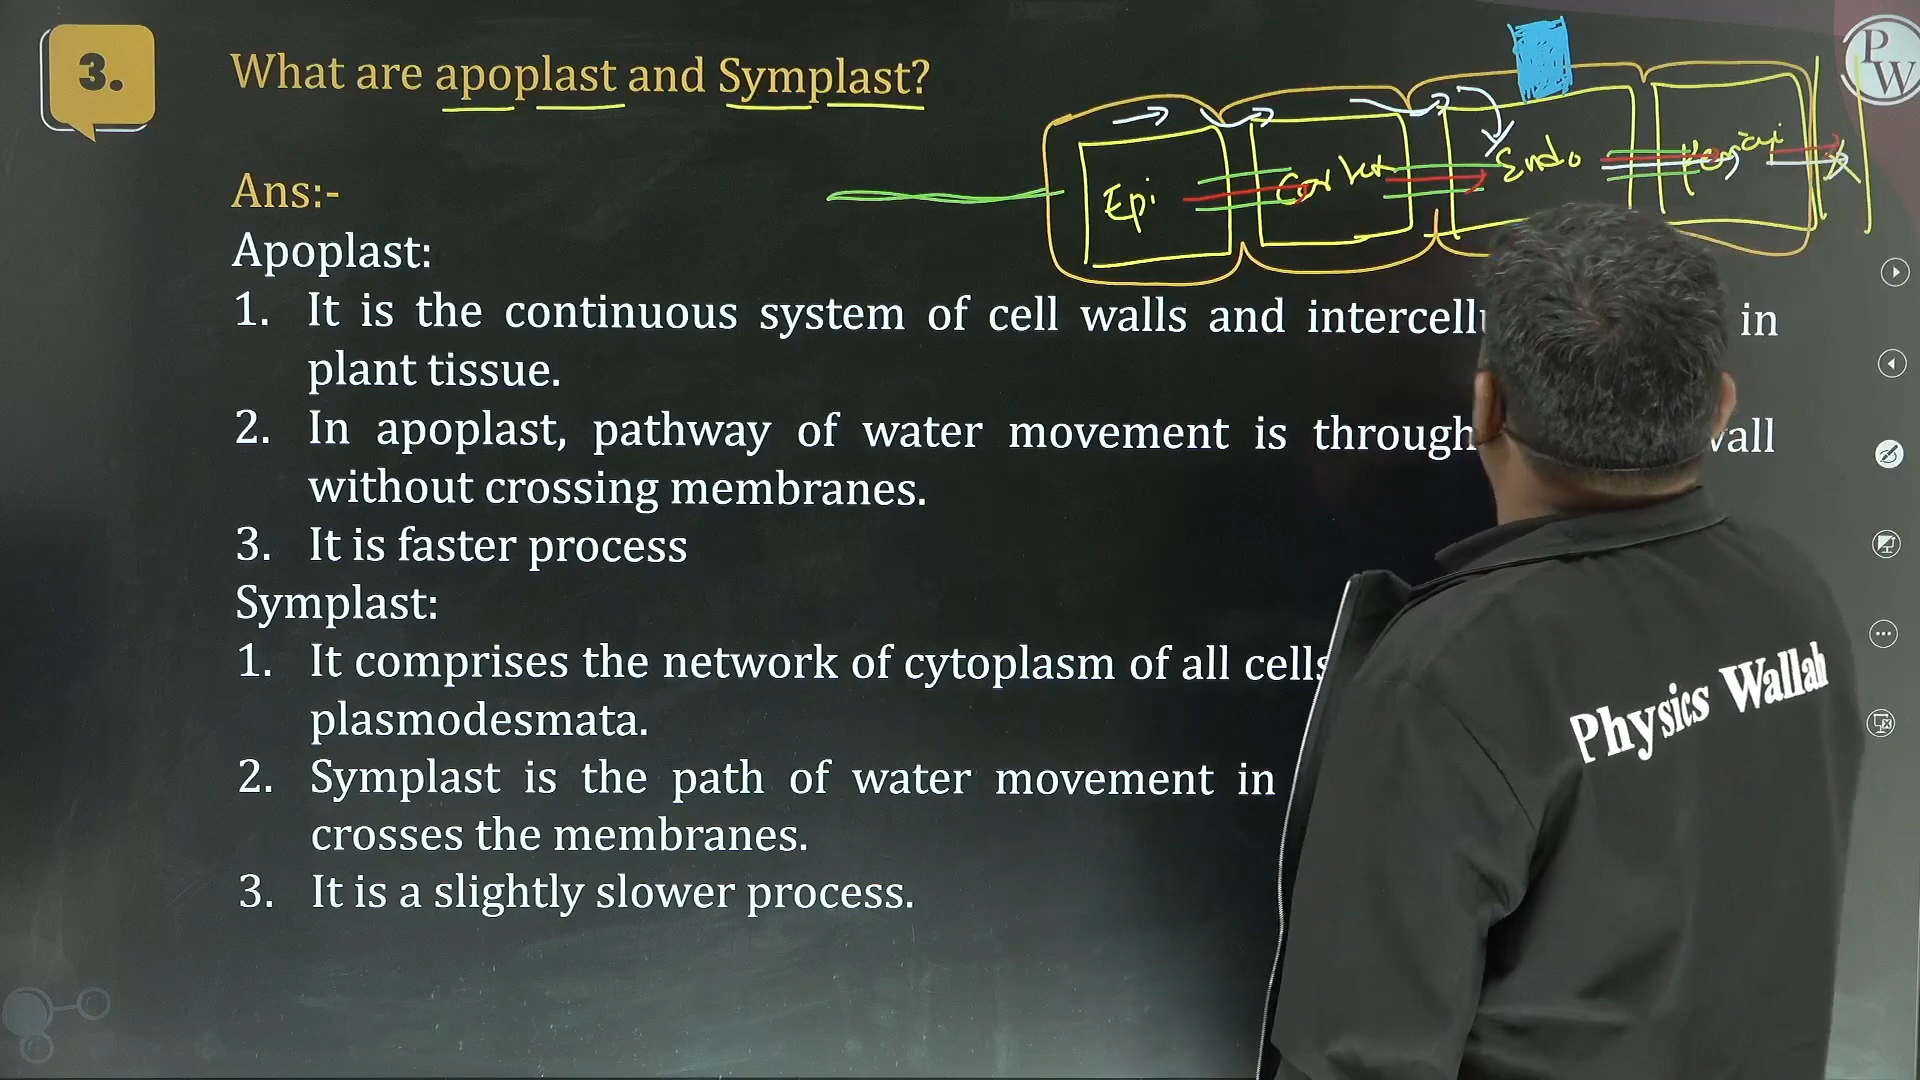 3.
What are apoplast and Symplast?
PW
Epi
Cortex
Endo
Ans:-
Apoplast:
1. It is the continuous system of cell walls and in
plant tissue.
2. In apoplast, pathway of water movement is through wall
without crossing membranes.
3. It is faster process
Symplast:
1. It comprises the network of cytoplasm of all cells
plasmodesmata.
2. Symplast is the path of water movement in
crosses the membranes.
3. It is a slightly slower process.
Physics Wallah